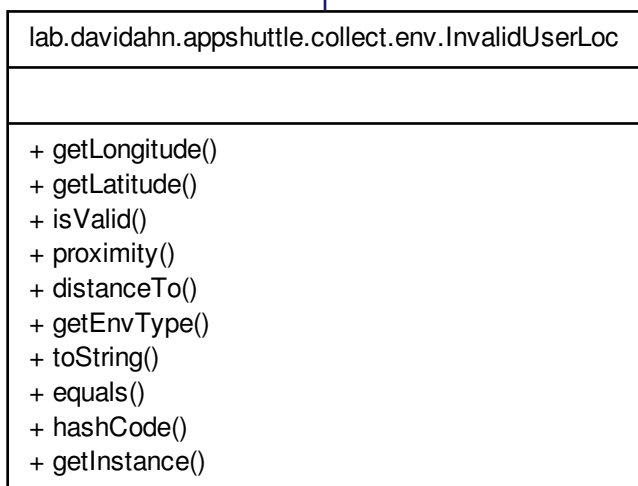 lab.davidahn.appshuttle.collect.env.InvalidUserLoc
+ getLongitude()
+ getLatitude()
+ isValid()
+ proximity()
+ distanceTo()
+ getEnvType()
+ toString()
+ equals()
+ hashCode()
+ getInstance()